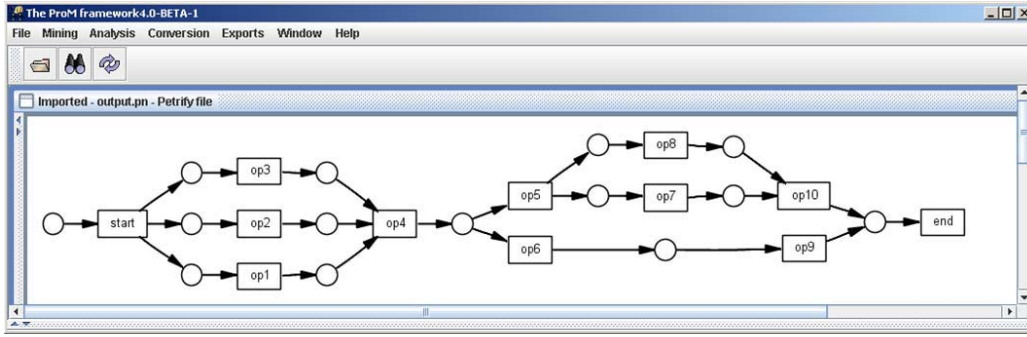 The ProM framework4.0-BETA-1
File Mining Analysis Conversion Exports Window Help
Imported - output.pn - Petrify file
op8
op3
op5 op7 op10
start op2 op4 end
op6 op9
op1